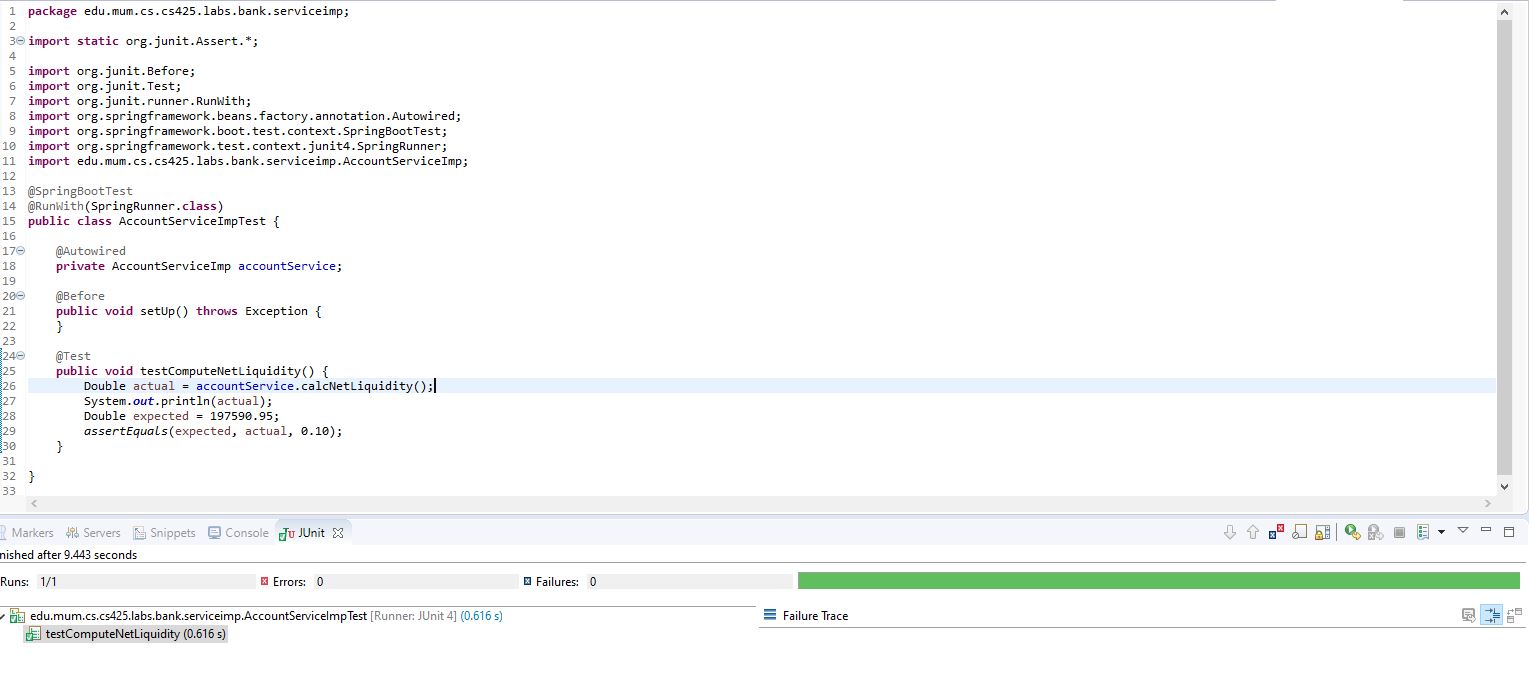 1 package edu.mum.cs.cs425.labs.bank.serviceimp;
2
3 import static org.junit.Assert.*;
4
5 import org.junit.Before;
6 import org.junit.Test;
7 import org.junit.runner.RunWith;
8 import org.springframework.beans.factory.annotation.Autowired;
9 import org.springframework.boot.test.context.SpringBootTest;
10 import org.springframework.test.context.junit4.SpringRunner;
11 import edu.mum.cs.cs425.labs.bank.serviceimp.AccountServiceImp;
12
13 @SpringBootTest
14 @RunWith(SpringRunner.class)
15 public class AccountServiceImpTest {
16
17     @Autowired
18     private AccountServiceImp accountService;
19
20     @Before
21     public void setUp() throws Exception {
22     }
23
24     @Test
25     public void testComputeNetLiquidity() {
26         Double actual = accountService.calcNetLiquidity();
27         System.out.println(actual);
28         Double expected = 197590.95;
29         assertEquals(expected, actual, 0.10);
30     }
31
32 }
33
Markers Servers Snippets Console JUnit
nished after 9.443 seconds
Runs: 1/1 Errors: 0 Failures: 0
edu.mum.cs.cs425.labs.bank.serviceimp.AccountServiceImpTest [Runner: JUnit 4] (0.616 s) Failure Trace
testComputeNetLiquidity (0.616 s)